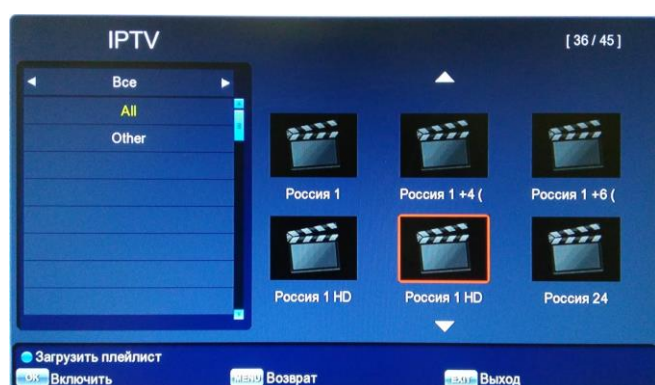 IPTV
[ 36 / 45 ]
Все
All
Other
Россия 1
Россия 1 +4 (
Россия 1 +6 (
Россия 1 HD
Россия 1 HD
Россия 24
Загрузить плейлист
OK Включить
MENU Возврат
EXIT Выход